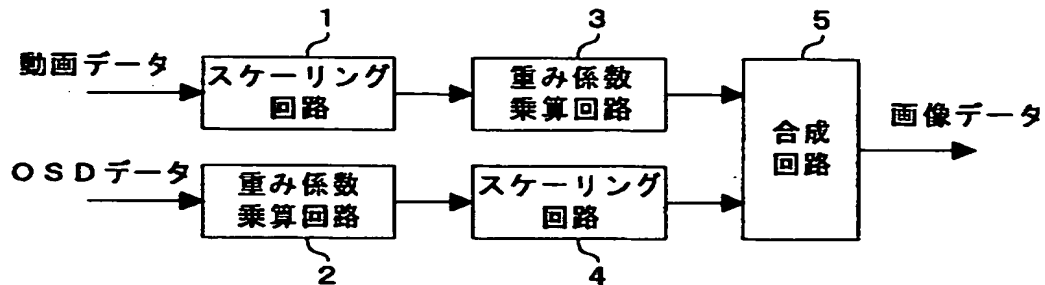 1
3
5
動画データ
スケーリング
回路
重み係数
乗算回路
合成
回路
画像データ
OSDデータ
重み係数
乗算回路
スケーリング
回路
2
4